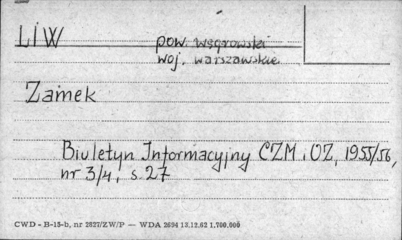 LIW pow. węgrowski
woj. warszawskie
Zamek
Biuletyn Informacyjny CZM i OZ, 1955/56,
nr 3/4, s. 27
CWD - B-15-b, nr 2827/ZW/P — WDA 2694 13.12.62 1.700.000